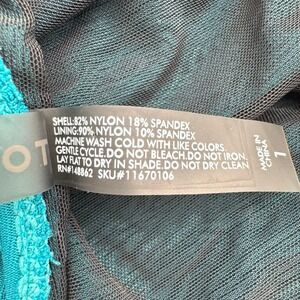 OT
SHELL:82% NYLON 18% SPANDEX
LINING:90% NYLON 10% SPANDEX
MACHINE WASH COLD WITH LIKE COLORS.
GENTLE CYCLE.DO NOT BLEACH.DO NOT IRON.
LAY FLAT TO DRY IN SHADE.DO NOT DRY CLEAN
RN#148862 SKU#11670106
MADE IN
CHINA
1